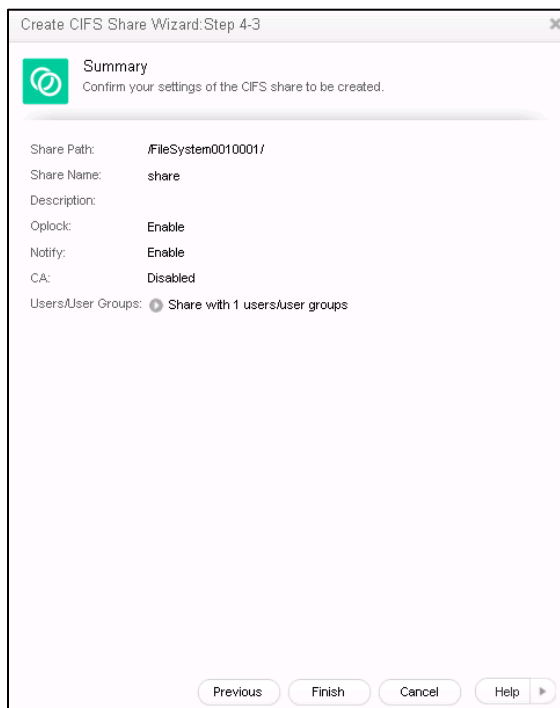 Create CIFS Share Wizard:Step 4-3
Summary
Confirm your settings of the CIFS share to be created.
Share Path: /FileSystem0010001/
Share Name: share
Description:
Oplock: Enable
Notify: Enable
CA: Disabled
Users/User Groups: Share with 1 users/user groups
Previous Finish Cancel Help